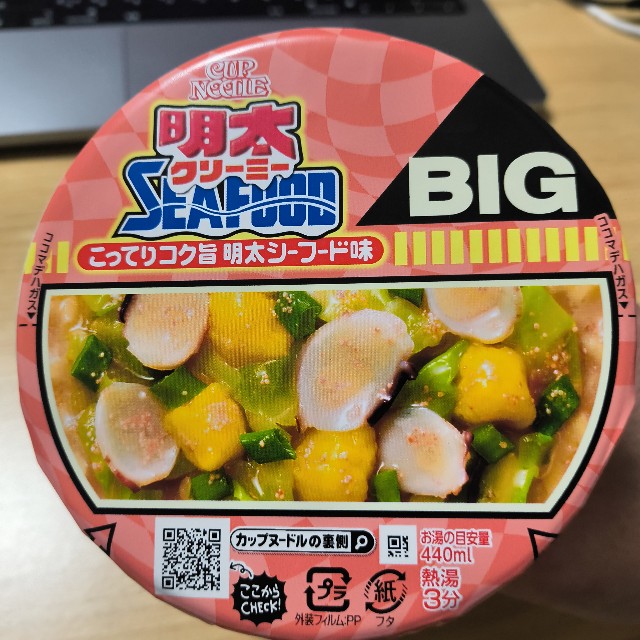 CUP NOODLE
明太
クリーミー
SEAFOOD
BIG
こってりコク旨 明太シーフード味
ココマデハガス▼
ココマデハガス▼
カップヌードルの裏側
お湯の目安量
440ml
熱湯
3分
ここから
CHECK!
プラ
外装フィルム:PP
紙
フタ